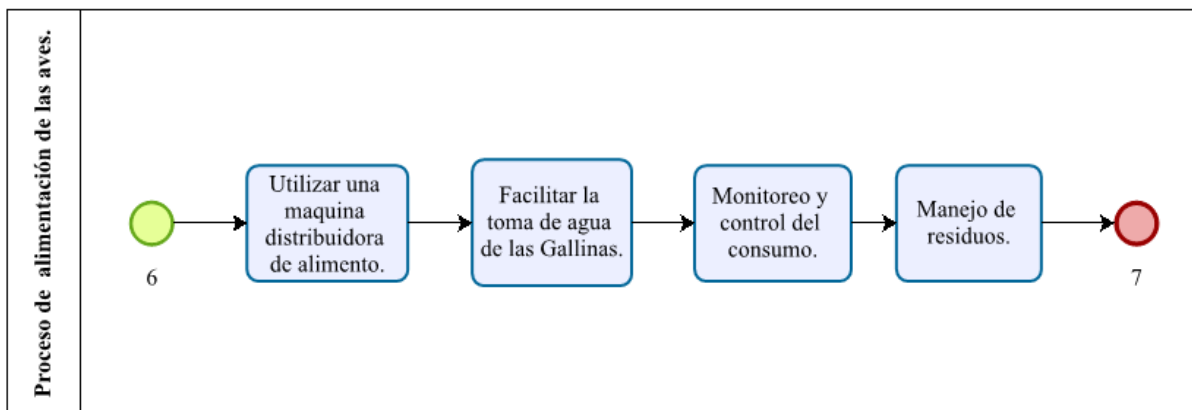 Proceso de alimentación de las aves.
Utilizar una
maquina
distribuidora
de alimento.
Facilitar la
toma de agua
de las Gallinas.
Monitoreo y
control del
consumo.
Manejo de
residuos.
6
7